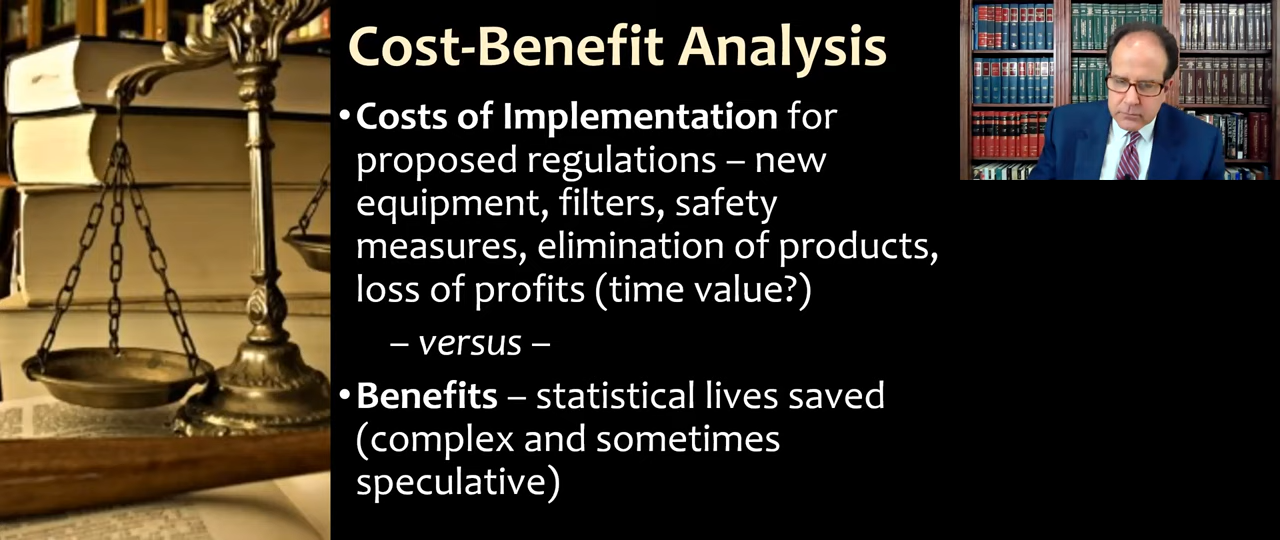 Cost-Benefit Analysis
•Costs of Implementation for
proposed regulations – new
equipment, filters, safety
measures, elimination of products,
loss of profits (time value?)
– versus –
•Benefits – statistical lives saved
(complex and sometimes
speculative)